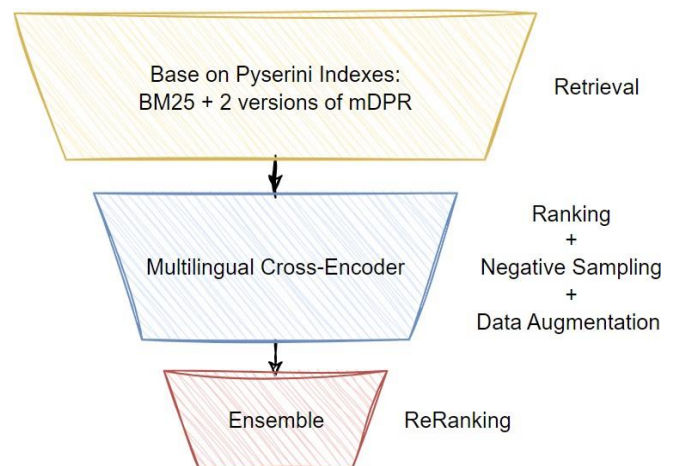 Base on Pyserini Indexes:
BM25 + 2 versions of mDPR
Retrieval
Multilingual Cross-Encoder
Ranking
+
Negative Sampling
+
Data Augmentation
Ensemble
ReRanking